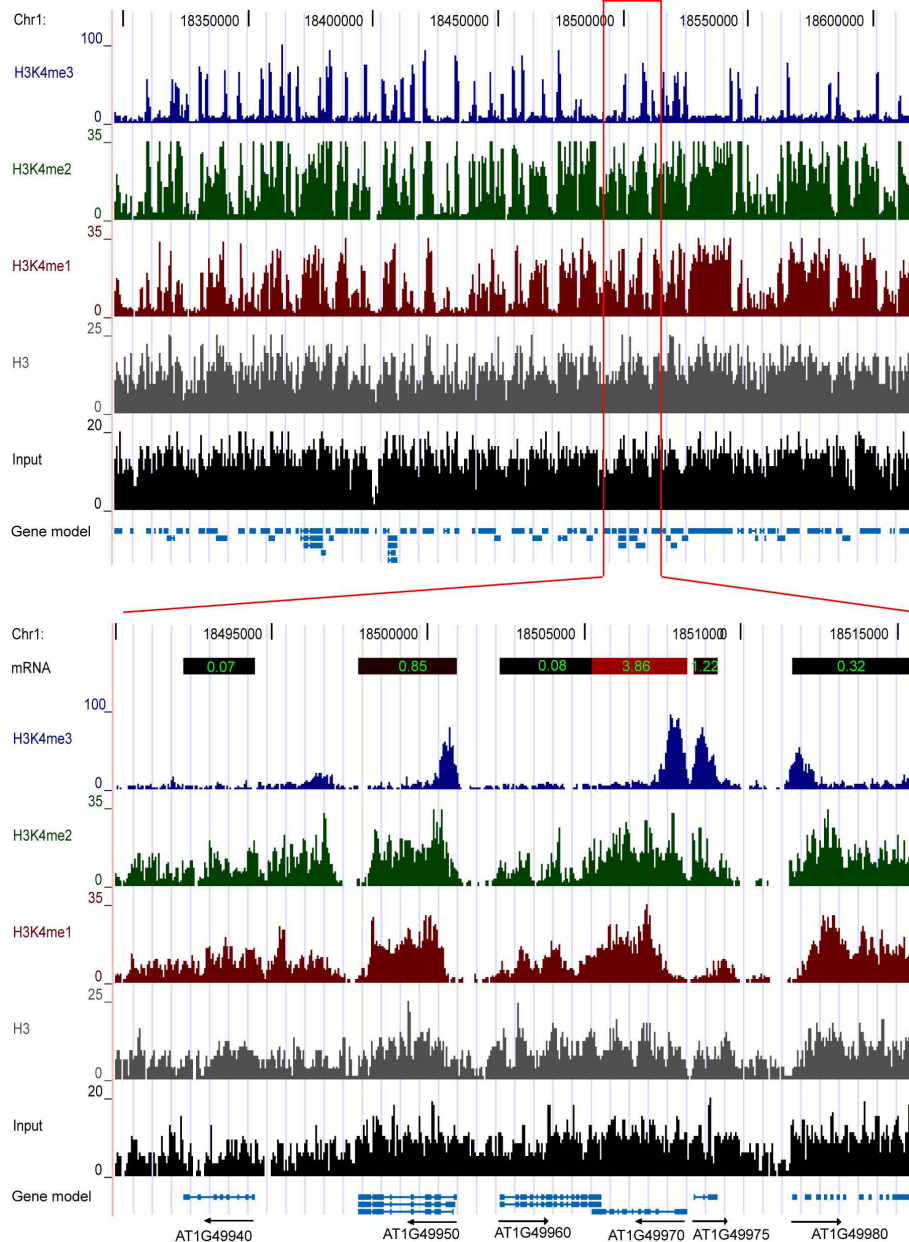 Chr1: 18350000 18400000 18450000 18500000 18550000 18600000
100
H3K4me3
0
35
H3K4me2
0
35
H3K4me1
0
25
H3
0
20
Input
0
Gene model
Chr1: 18495000 18500000 18505000 18510000 18515000
mRNA 0.07 0.85 0.08 3.86 1.22 0.32
100
H3K4me3
0
35
H3K4me2
0
35
H3K4me1
0
25
H3
0
20
Input
0
Gene model
AT1G49940 AT1G49950 AT1G49960 AT1G49970 AT1G49975 AT1G49980